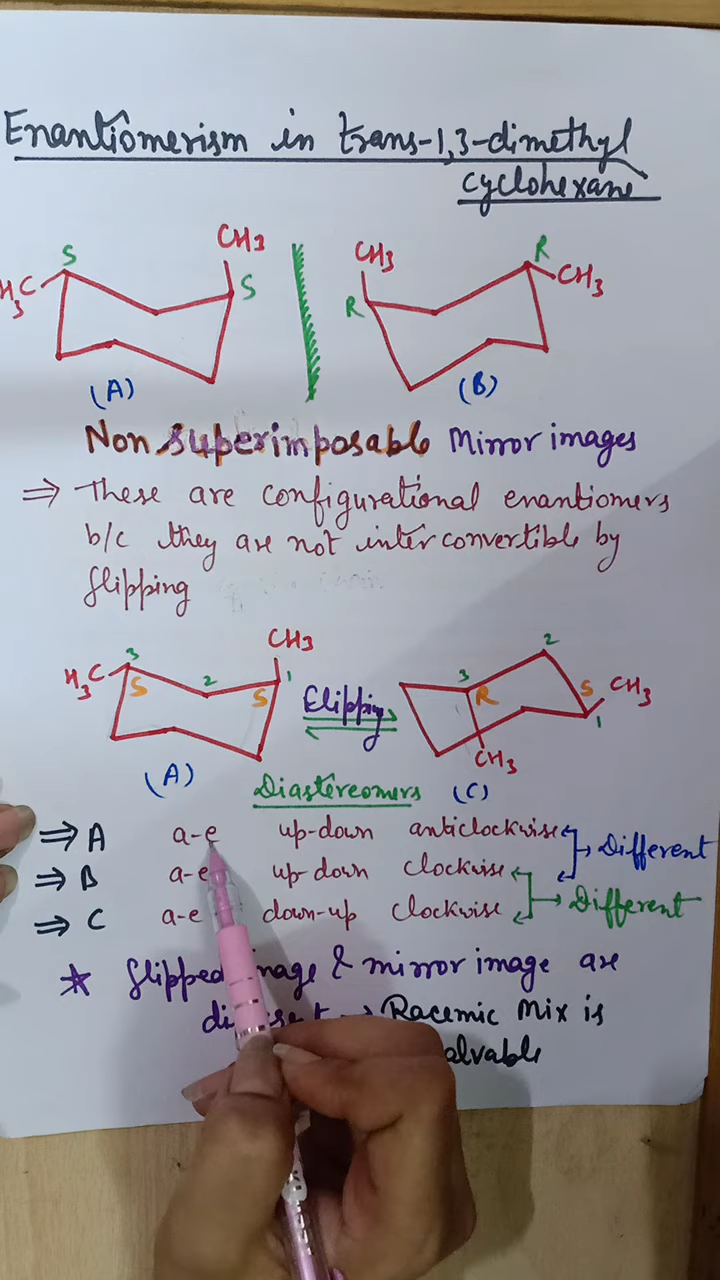 Enantiomerism in trans-1,3-dimethyl
cyclohexane
S
CH3
H3C
S
(A)
CH3
R
R
CH3
(B)
Non superimposable Mirror images
⇒ These are configurational enantiomers
b/c they are not interconvertible by
flipping
H3C
3
S
2
CH3
S
1
(A)
Flipping
3
R
2
S
CH3
1
CH3
(C)
Diastereomers
⇒ A a-e up-down anticlockwise
Different
⇒ B a-e up-down clockwise
Different
⇒ C a-e down-up clockwise
* flipped image & mirror image are
→ Racemic Mix is